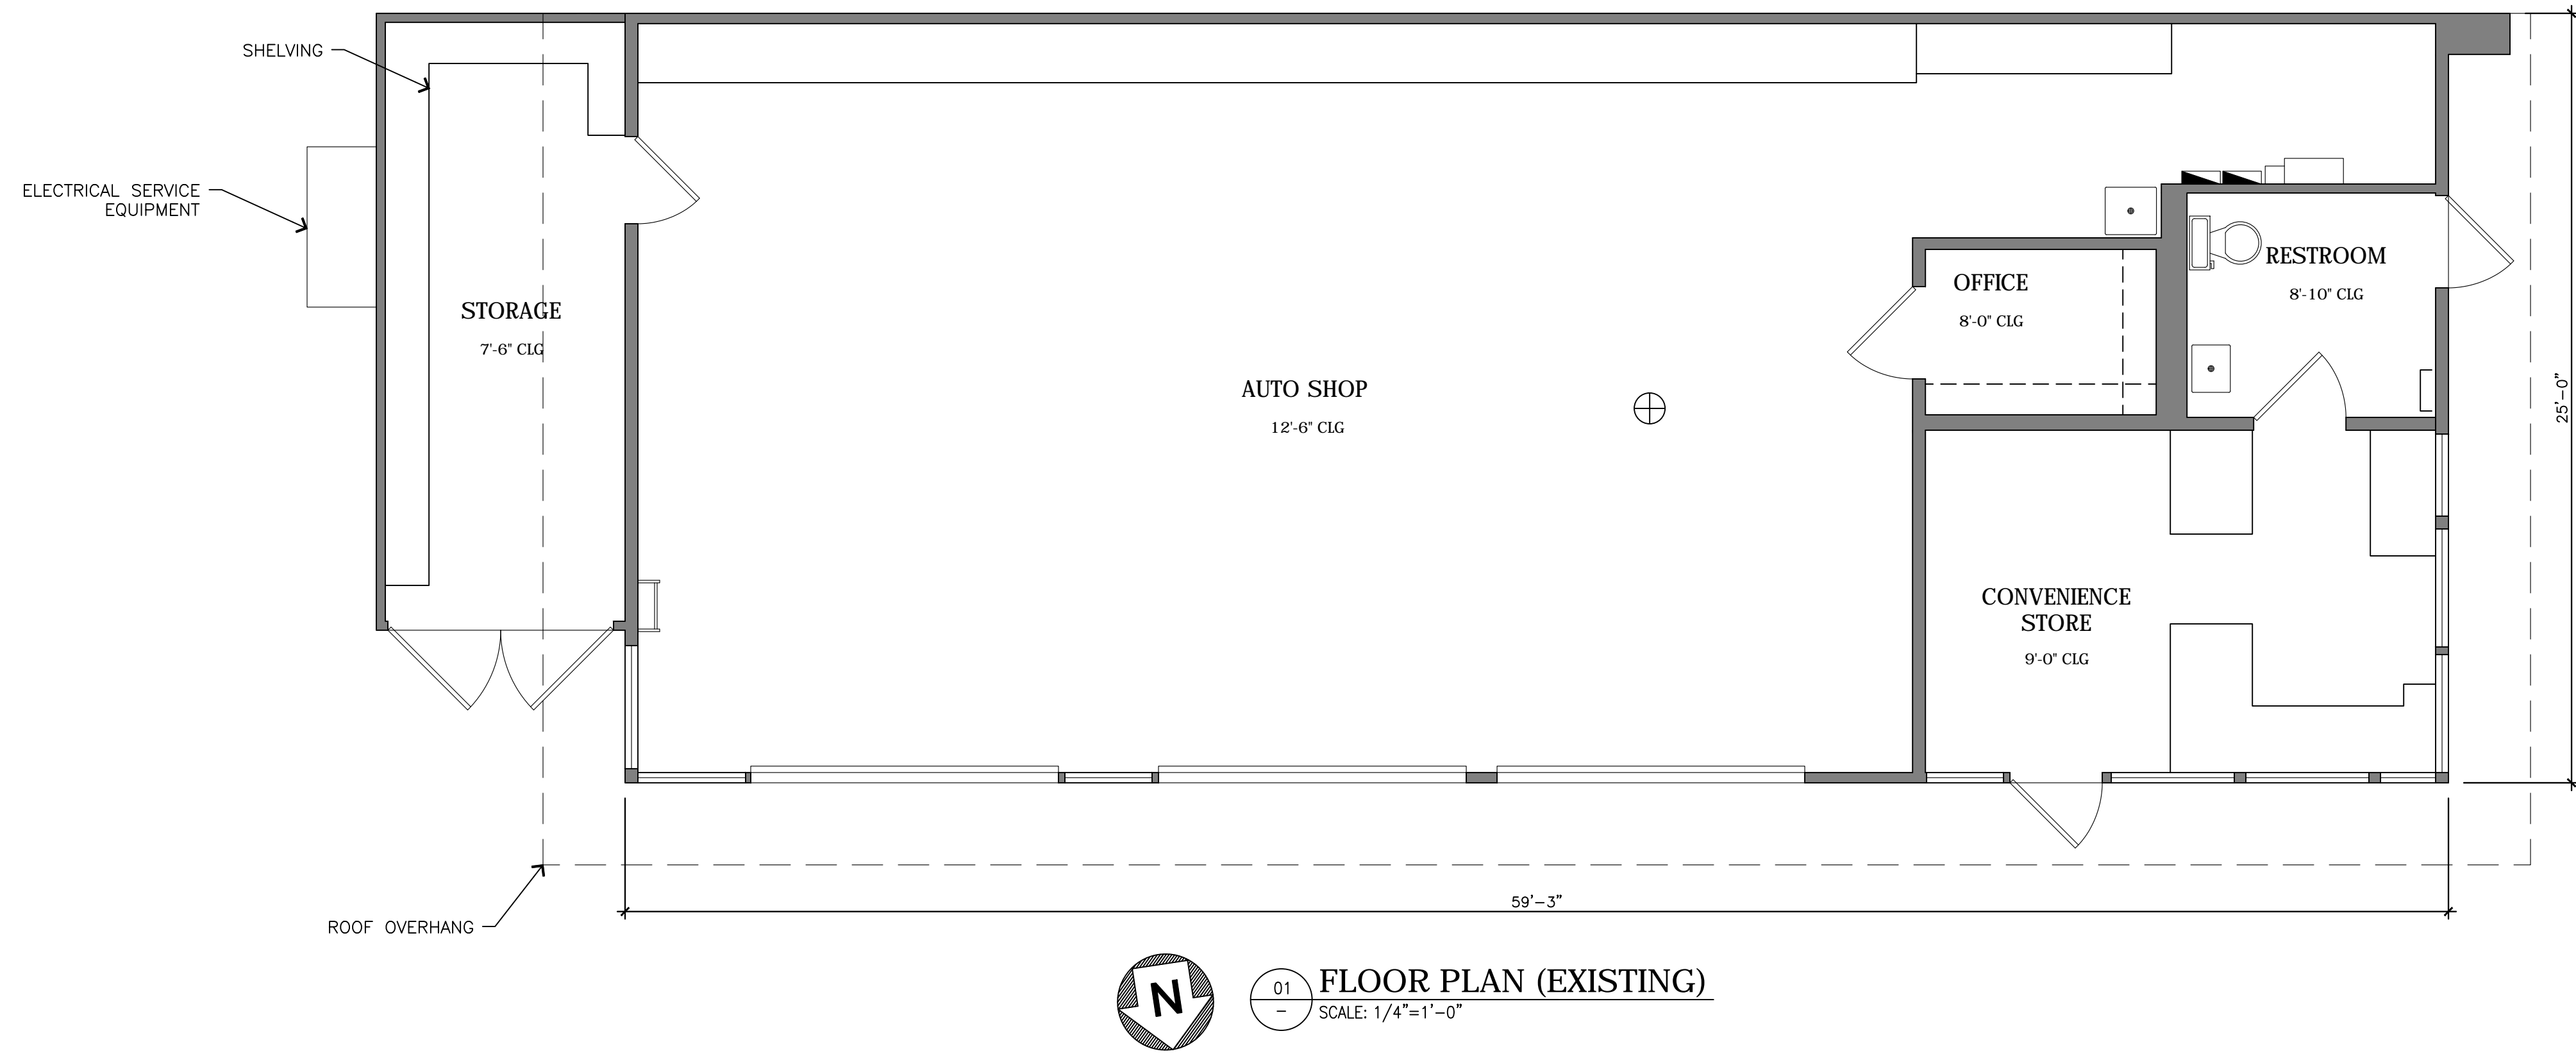 SHELVING
ELECTRICAL SERVICE
EQUIPMENT
STORAGE
7'-6" CLG
AUTO SHOP
12'-6" CLG
OFFICE
8'-0" CLG
RESTROOM
8'-10" CLG
CONVENIENCE
STORE
9'-0" CLG
25'-0"
59'-3"
ROOF OVERHANG
N
01
-
FLOOR PLAN (EXISTING)
SCALE: 1/4"=1'-0"